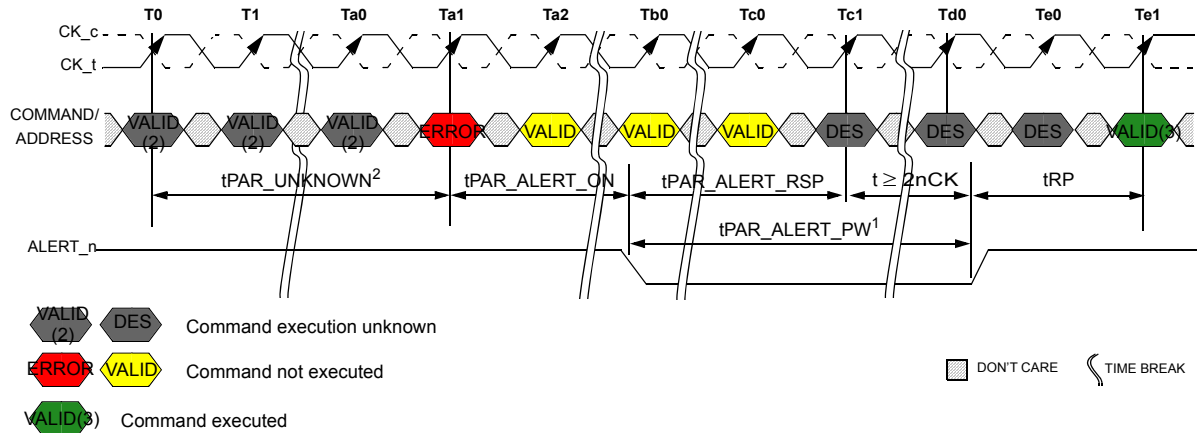 T0 T1 Ta0 Ta1 Ta2 Tb0 Tc0 Tc1 Td0 Te0 Te1
CK_c
CK_t
COMMAND/
ADDRESS
VALID (2) VALID (2) VALID (2) ERROR VALID VALID VALID DES DES DES VALID(3)
tPAR_UNKNOWN² tPAR_ALERT_ON tPAR_ALERT_RSP t ≥ 2nCK tRP
tPAR_ALERT_PW¹
ALERT_n
VALID (2) DES Command execution unknown
ERROR VALID Command not executed
DON'T CARE TIME BREAK
VALID(3) Command executed